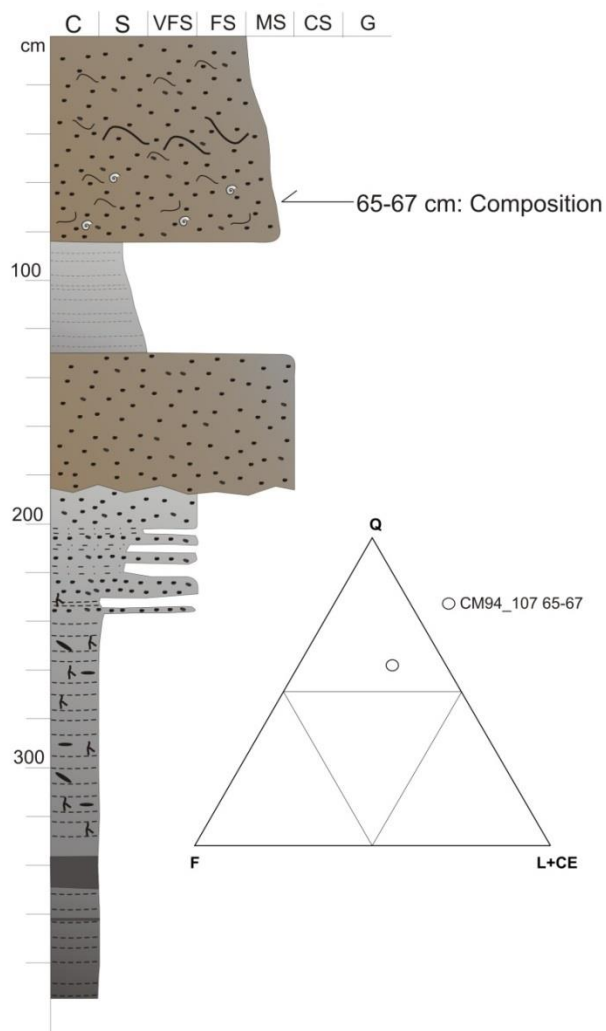 C S VFS FS MS CS G
cm
65-67 cm: Composition
100
200
Q
CM94_107 65-67
300
F L+CE